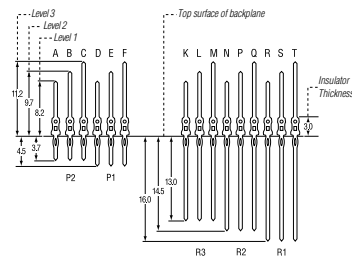 Level 3
Top surface of backplane
Level 2
Level 1
A B C D E F
K L M N P Q R S T
11.2
9.7
8.2
Insulator
Thickness
3.0
4.5
3.7
P2 P1
16.0
14.5
13.0
R3 R2 R1